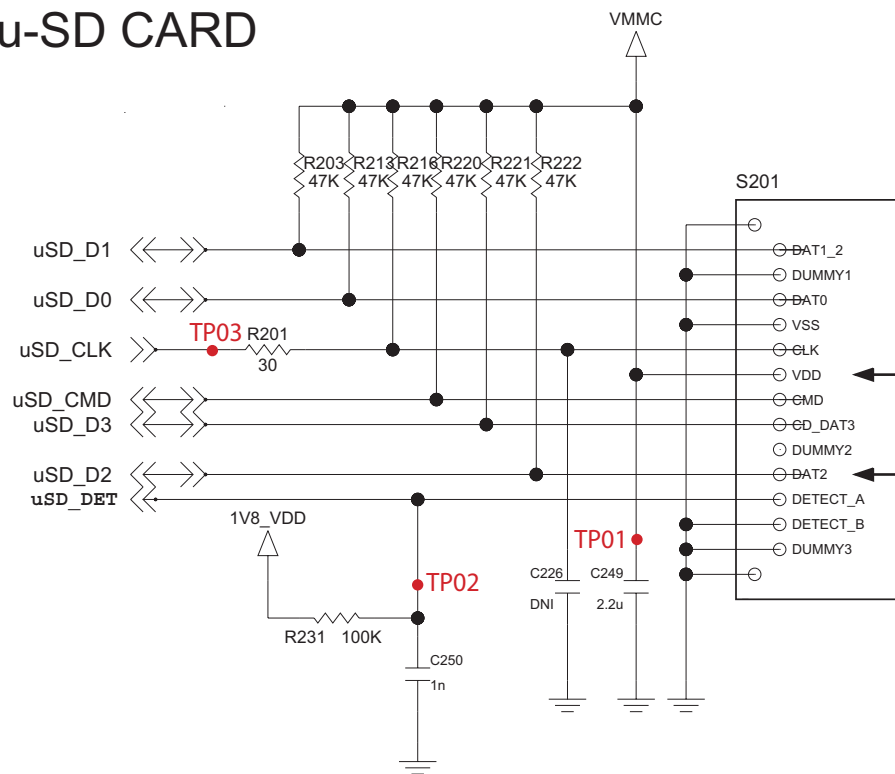 u-SD CARD
VMMC
R203 R213 R216 R220 R221 R222
47K 47K 47K 47K 47K 47K
S201
uSD_D1
DAT1_2
DUMMY1
uSD_D0
DAT0
TP03 R201
VSS
uSD_CLK
CLK
30
VDD
uSD_CMD
CMD
uSD_D3
CD_DAT3
DUMMY2
uSD_D2
DAT2
uSD_DET
DETECT_A
1V8_VDD
DETECT_B
TP01
DUMMY3
C226 C249
TP02
DNI 2.2u
R231 100K
C250
1n